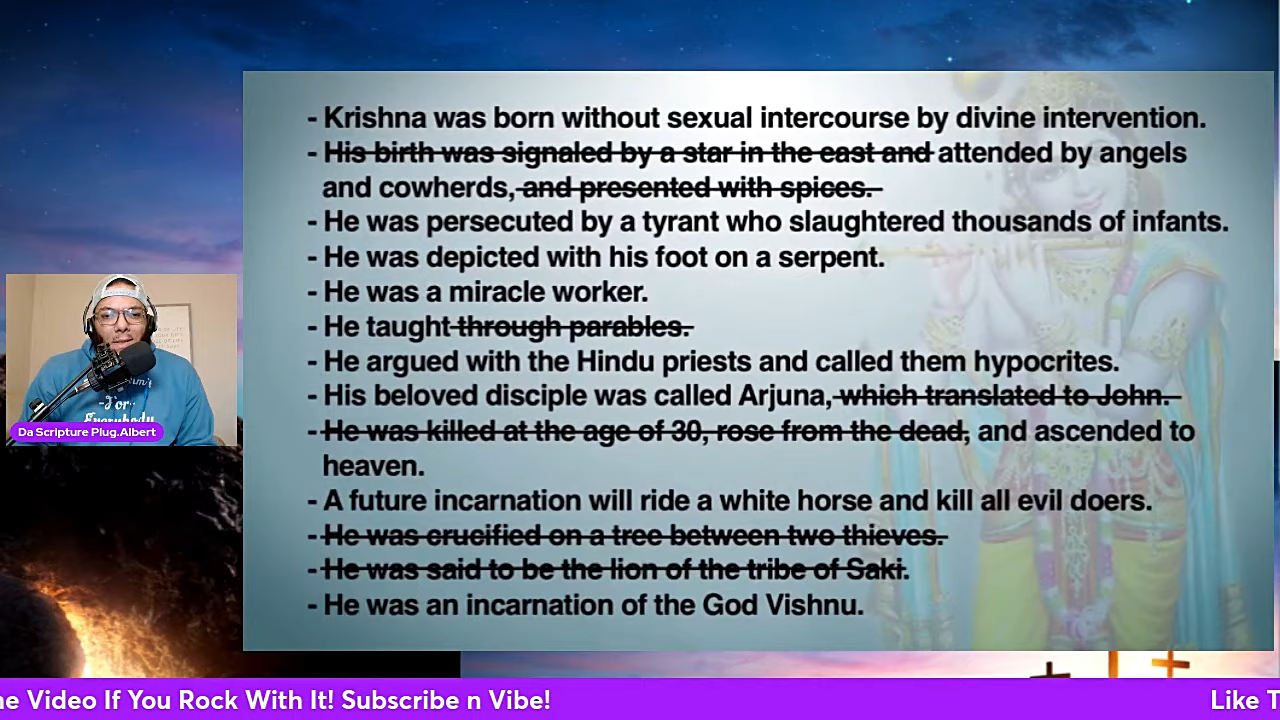 - Krishna was born without sexual intercourse by divine intervention.
- His birth was signaled by a star in the east and attended by angels
and cowherds, and presented with spices.
- He was persecuted by a tyrant who slaughtered thousands of infants.
- He was depicted with his foot on a serpent.
- He was a miracle worker.
- He taught through parables.
- He argued with the Hindu priests and called them hypocrites.
- His beloved disciple was called Arjuna, which translated to John.
- He was killed at the age of 30, rose from the dead, and ascended to
heaven.
- A future incarnation will ride a white horse and kill all evil doers.
- He was crucified on a tree between two thieves.
- He was said to be the lion of the tribe of Saki.
- He was an incarnation of the God Vishnu.
-For-
Everybody
Da Scripture Plug.Albert
e Video If You Rock With It! Subscribe n Vibe!
Like T